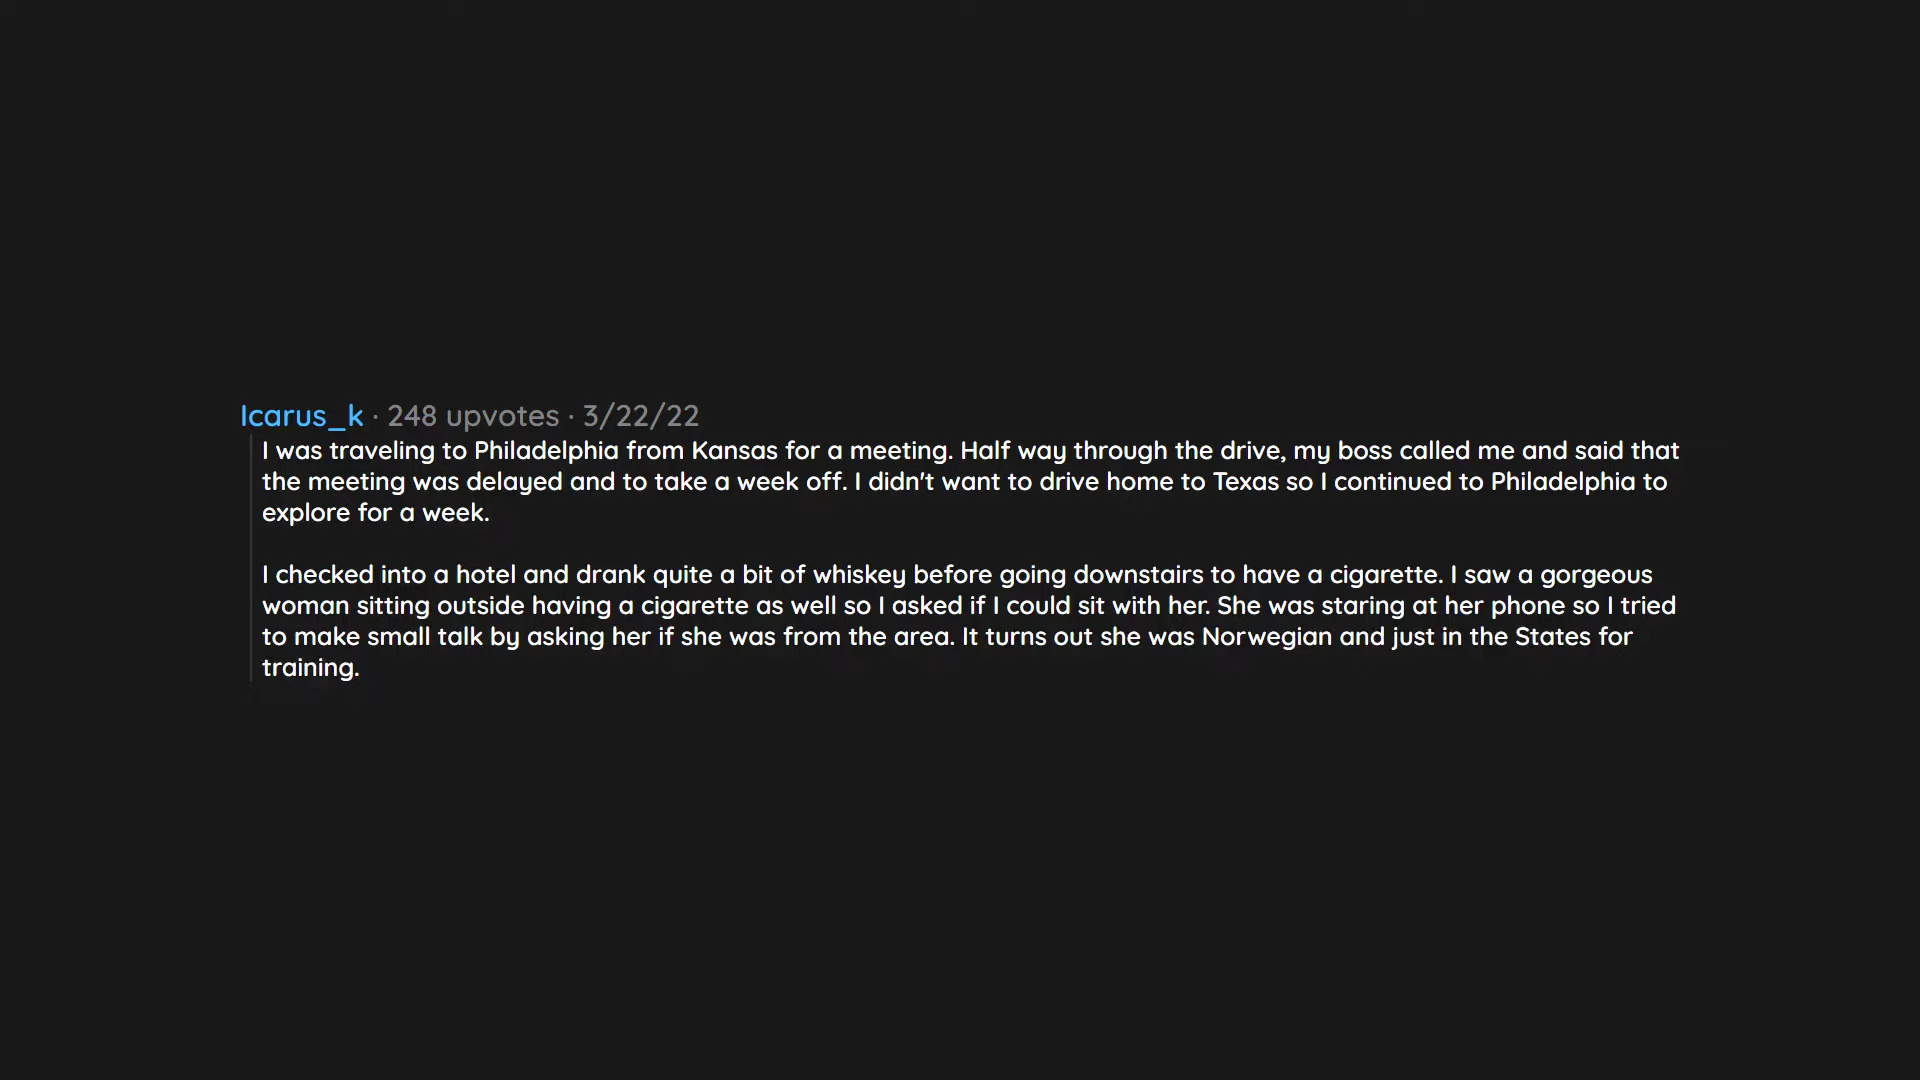 Icarus_k · 248 upvotes · 3/22/22
I was traveling to Philadelphia from Kansas for a meeting. Half way through the drive, my boss called me and said that
the meeting was delayed and to take a week off. I didn't want to drive home to Texas so I continued to Philadelphia to
explore for a week.
I checked into a hotel and drank quite a bit of whiskey before going downstairs to have a cigarette. I saw a gorgeous
woman sitting outside having a cigarette as well so I asked if I could sit with her. She was staring at her phone so I tried
to make small talk by asking her if she was from the area. It turns out she was Norwegian and just in the States for
training.